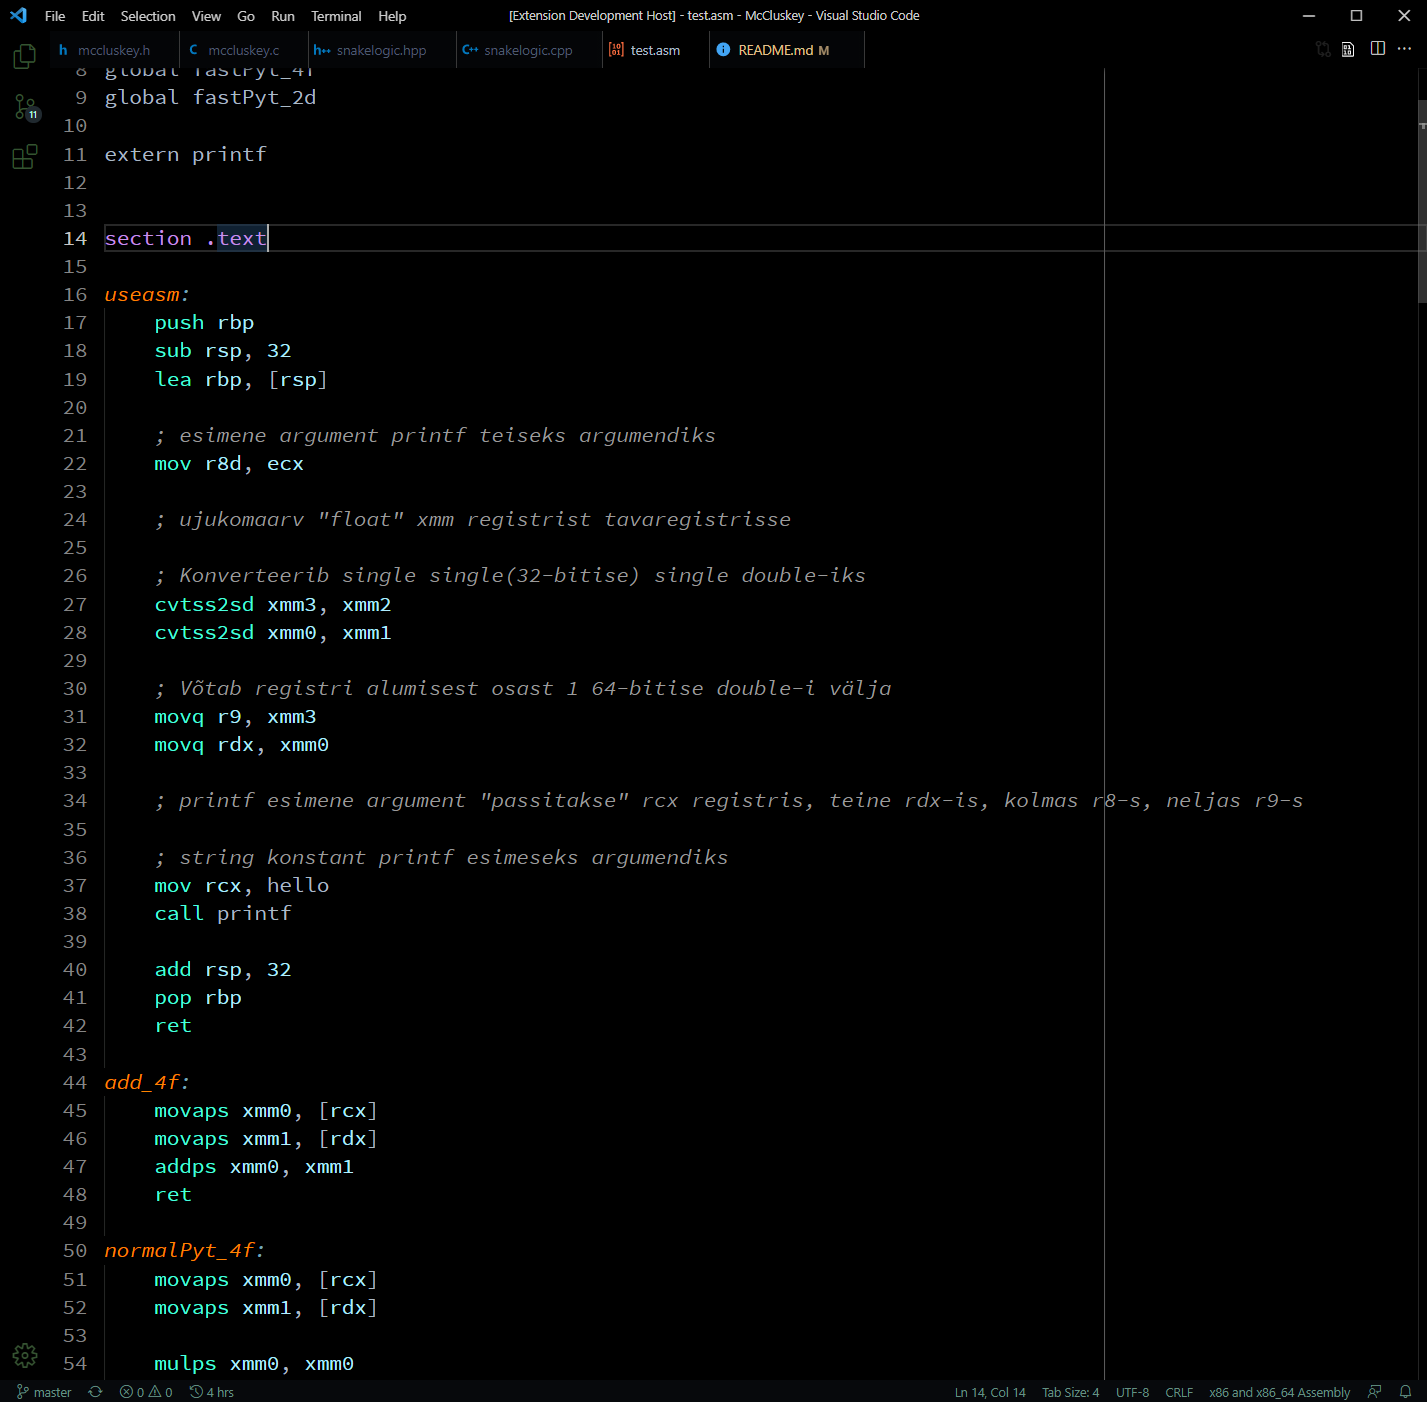 File Edit Selection View Go Run Terminal Help [Extension Development Host] - test.asm - McCluskey - Visual Studio Code
h mccluskey.h C mccluskey.c h++ snakelogic.hpp C++ snakelogic.cpp test.asm README.md M
8 global fastPyt_4f
9 global fastPyt_2d
11
10
11 extern printf
12
13
14 section .text
15
16 useasm:
17 push rbp
18 sub rsp, 32
19 lea rbp, [rsp]
20
21 ; esimene argument printf teiseks argumendiks
22 mov r8d, ecx
23
24 ; ujukomaarv "float" xmm registrist tavaregistrisse
25
26 ; Konverteerib single single(32-bitise) single double-iks
27 cvtss2sd xmm3, xmm2
28 cvtss2sd xmm0, xmm1
29
30 ; Võtab registri alumisest osast 1 64-bitise double-i välja
31 movq r9, xmm3
32 movq rdx, xmm0
33
34 ; printf esimene argument "passitakse" rcx registris, teine rdx-is, kolmas r8-s, neljas r9-s
35
36 ; string konstant printf esimeseks argumendiks
37 mov rcx, hello
38 call printf
39
40 add rsp, 32
41 pop rbp
42 ret
43
44 add_4f:
45 movaps xmm0, [rcx]
46 movaps xmm1, [rdx]
47 addps xmm0, xmm1
48 ret
49
50 normalPyt_4f:
51 movaps xmm0, [rcx]
52 movaps xmm1, [rdx]
53
54 mulps xmm0, xmm0
master 0 0 4 hrs Ln 14, Col 14 Tab Size: 4 UTF-8 CRLF x86 and x86_64 Assembly